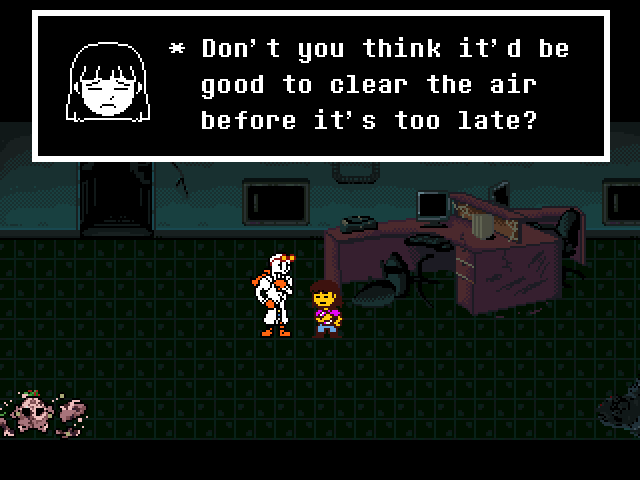 * Don't you think it'd be
good to clear the air
before it's too late?